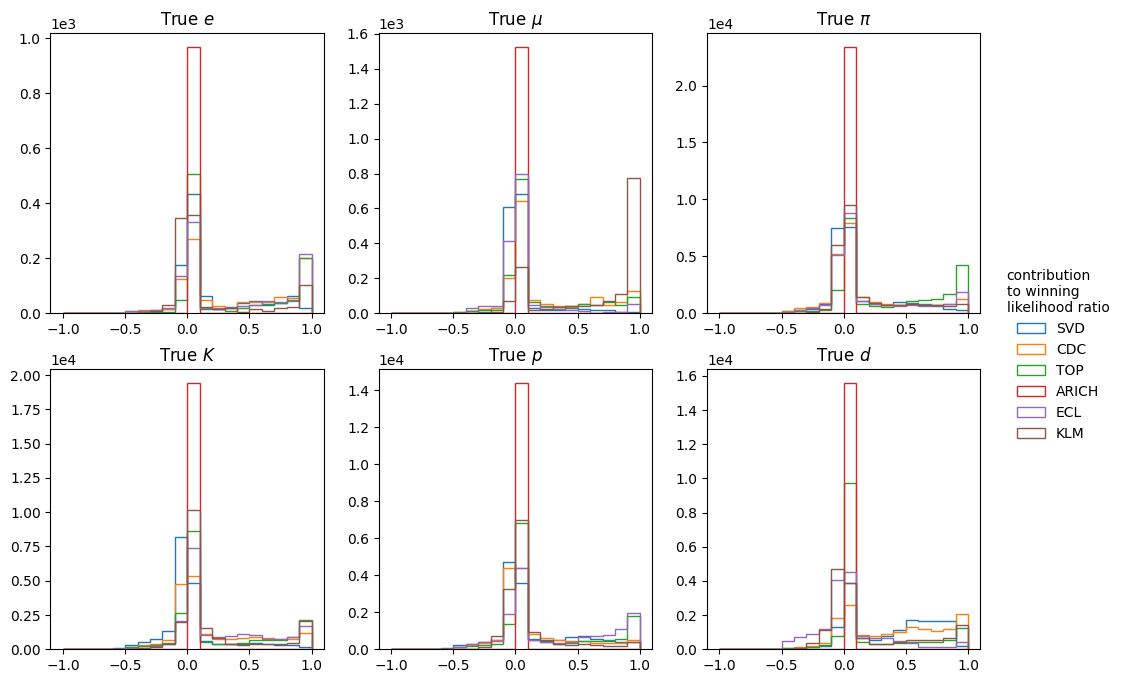 True e
1e3
1.0
0.8
0.6
0.4
0.2
0.0
−1.0 −0.5 0.0 0.5 1.0
True μ
1e3
1.6
1.4
1.2
1.0
0.8
0.6
0.4
0.2
0.0
−1.0 −0.5 0.0 0.5 1.0
True π
1e4
2.0
1.5
1.0
0.5
0.0
−1.0 −0.5 0.0 0.5 1.0
True K
1e4
2.00
1.75
1.50
1.25
1.00
0.75
0.50
0.25
0.00
−1.0 −0.5 0.0 0.5 1.0
True p
1e4
1.4
1.2
1.0
0.8
0.6
0.4
0.2
0.0
−1.0 −0.5 0.0 0.5 1.0
True d
1e4
1.6
1.4
1.2
1.0
0.8
0.6
0.4
0.2
0.0
−1.0 −0.5 0.0 0.5 1.0
contribution
to winning
likelihood ratio
SVD
CDC
TOP
ARICH
ECL
KLM